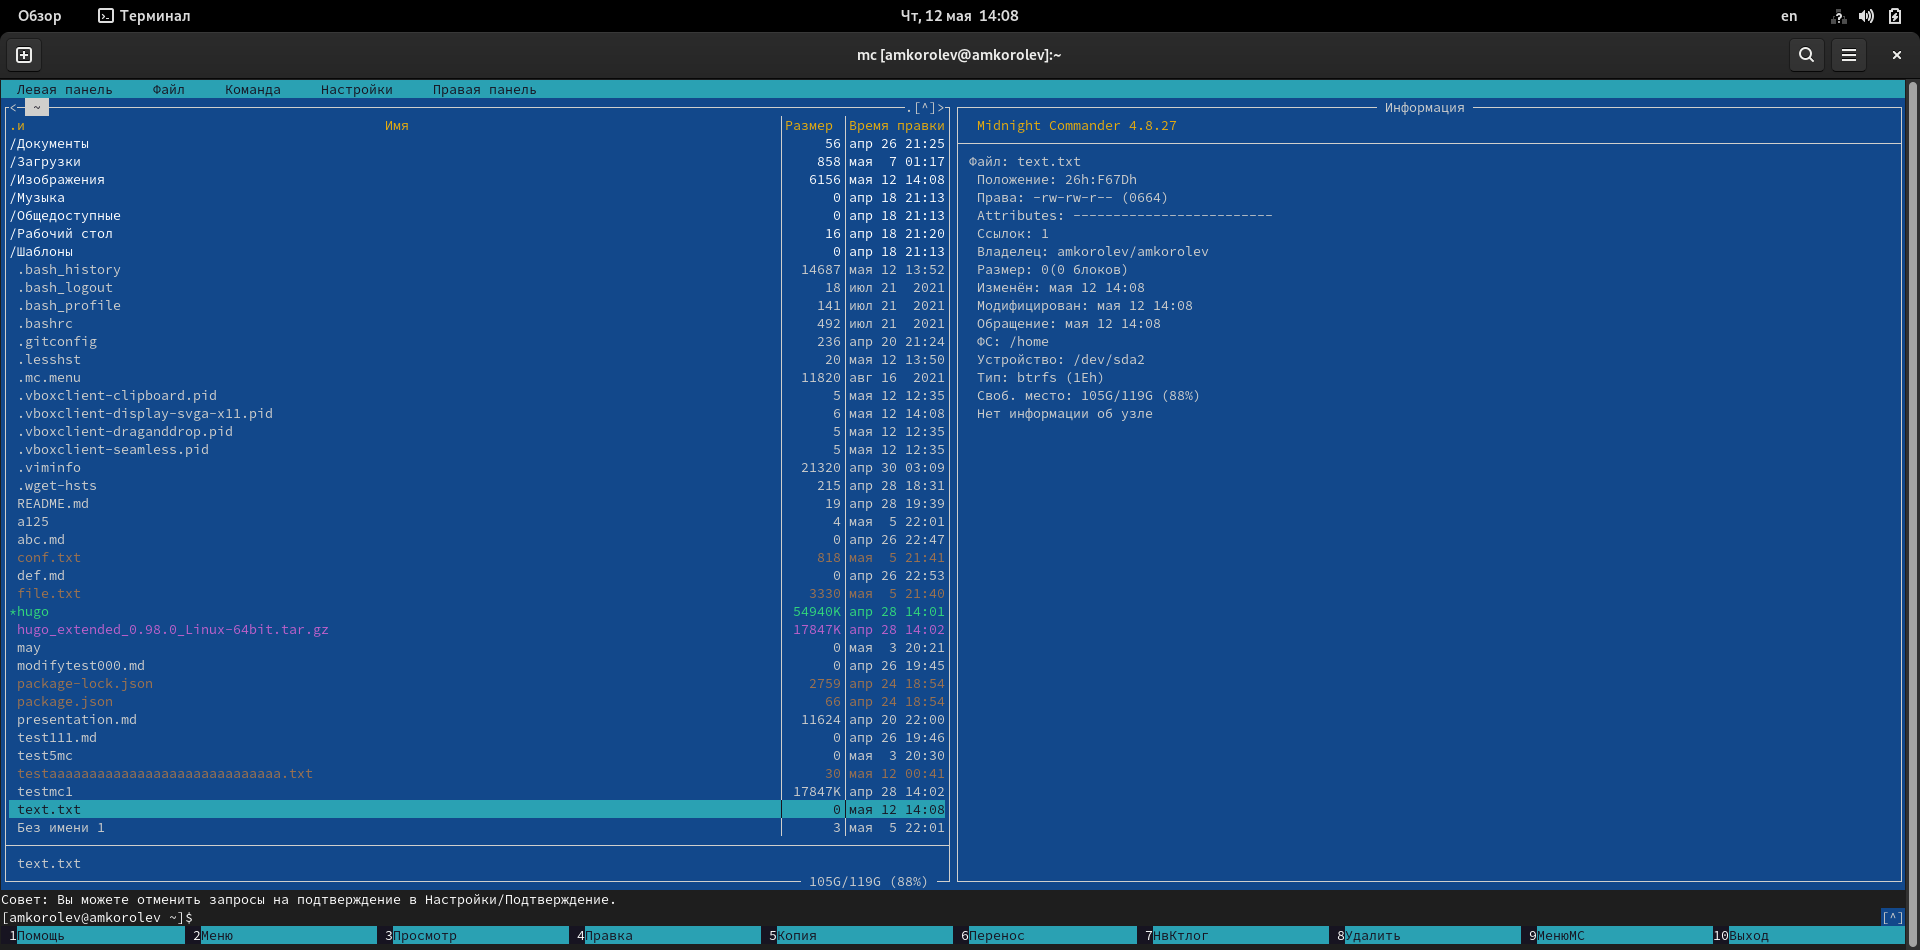 Обзор Терминал Чт, 12 мая 14:08 en
mc [amkorolev@amkorolev]:~
Левая панель Файл Команда Настройки Правая панель
<─ ~ .[^]> Информация
.и Имя Размер Время правки Midnight Commander 4.8.27
/Документы 56 апр 26 21:25
/Загрузки 858 мая 7 01:17 Файл: text.txt
/Изображения 6156 мая 12 14:08 Положение: 26h:F67Dh
/Музыка 0 апр 18 21:13 Права: -rw-rw-r-- (0664)
/Общедоступные 0 апр 18 21:13 Attributes: -------------------------
/Рабочий стол 16 апр 18 21:20 Ссылок: 1
/Шаблоны 0 апр 18 21:13 Владелец: amkorolev/amkorolev
.bash_history 14687 мая 12 13:52 Размер: 0(0 блоков)
.bash_logout 18 июл 21 2021 Изменён: мая 12 14:08
.bash_profile 141 июл 21 2021 Модифицирован: мая 12 14:08
.bashrc 492 июл 21 2021 Обращение: мая 12 14:08
.gitconfig 236 апр 20 21:24 ФС: /home
.lesshst 20 мая 12 13:50 Устройство: /dev/sda2
.mc.menu 11820 авг 16 2021 Тип: btrfs (1Eh)
.vboxclient-clipboard.pid 5 мая 12 12:35 Своб. место: 105G/119G (88%)
.vboxclient-display-svga-x11.pid 6 мая 12 14:08 Нет информации об узле
.vboxclient-draganddrop.pid 5 мая 12 12:35
.vboxclient-seamless.pid 5 мая 12 12:35
.viminfo 21320 апр 30 03:09
.wget-hsts 215 апр 28 18:31
README.md 19 апр 28 19:39
a125 4 мая 5 22:01
abc.md 0 апр 26 22:47
conf.txt 818 мая 5 21:41
def.md 0 апр 26 22:53
file.txt 3330 мая 5 21:40
*hugo 54940K апр 28 14:01
hugo_extended_0.98.0_Linux-64bit.tar.gz 17847K апр 28 14:02
may 0 мая 3 20:21
modifytest000.md 0 апр 26 19:45
package-lock.json 2759 апр 24 18:54
package.json 66 апр 24 18:54
presentation.md 11624 апр 20 22:00
test111.md 0 апр 26 19:46
test5mc 0 мая 3 20:30
testaaaaaaaaaaaaaaaaaaaaaaaaaaaaa.txt 30 мая 12 00:41
testmc1 17847K апр 28 14:02
text.txt 0 мая 12 14:08
Без имени 1 3 мая 5 22:01
text.txt
105G/119G (88%)
Совет: Вы можете отменить запросы на подтверждение в Настройки/Подтверждение.
[amkorolev@amkorolev ~]$ [^]
1Помощь 2Меню 3Просмотр 4Правка 5Копия 6Перенос 7НвКтлог 8Удалить 9МенюМС 10Выход